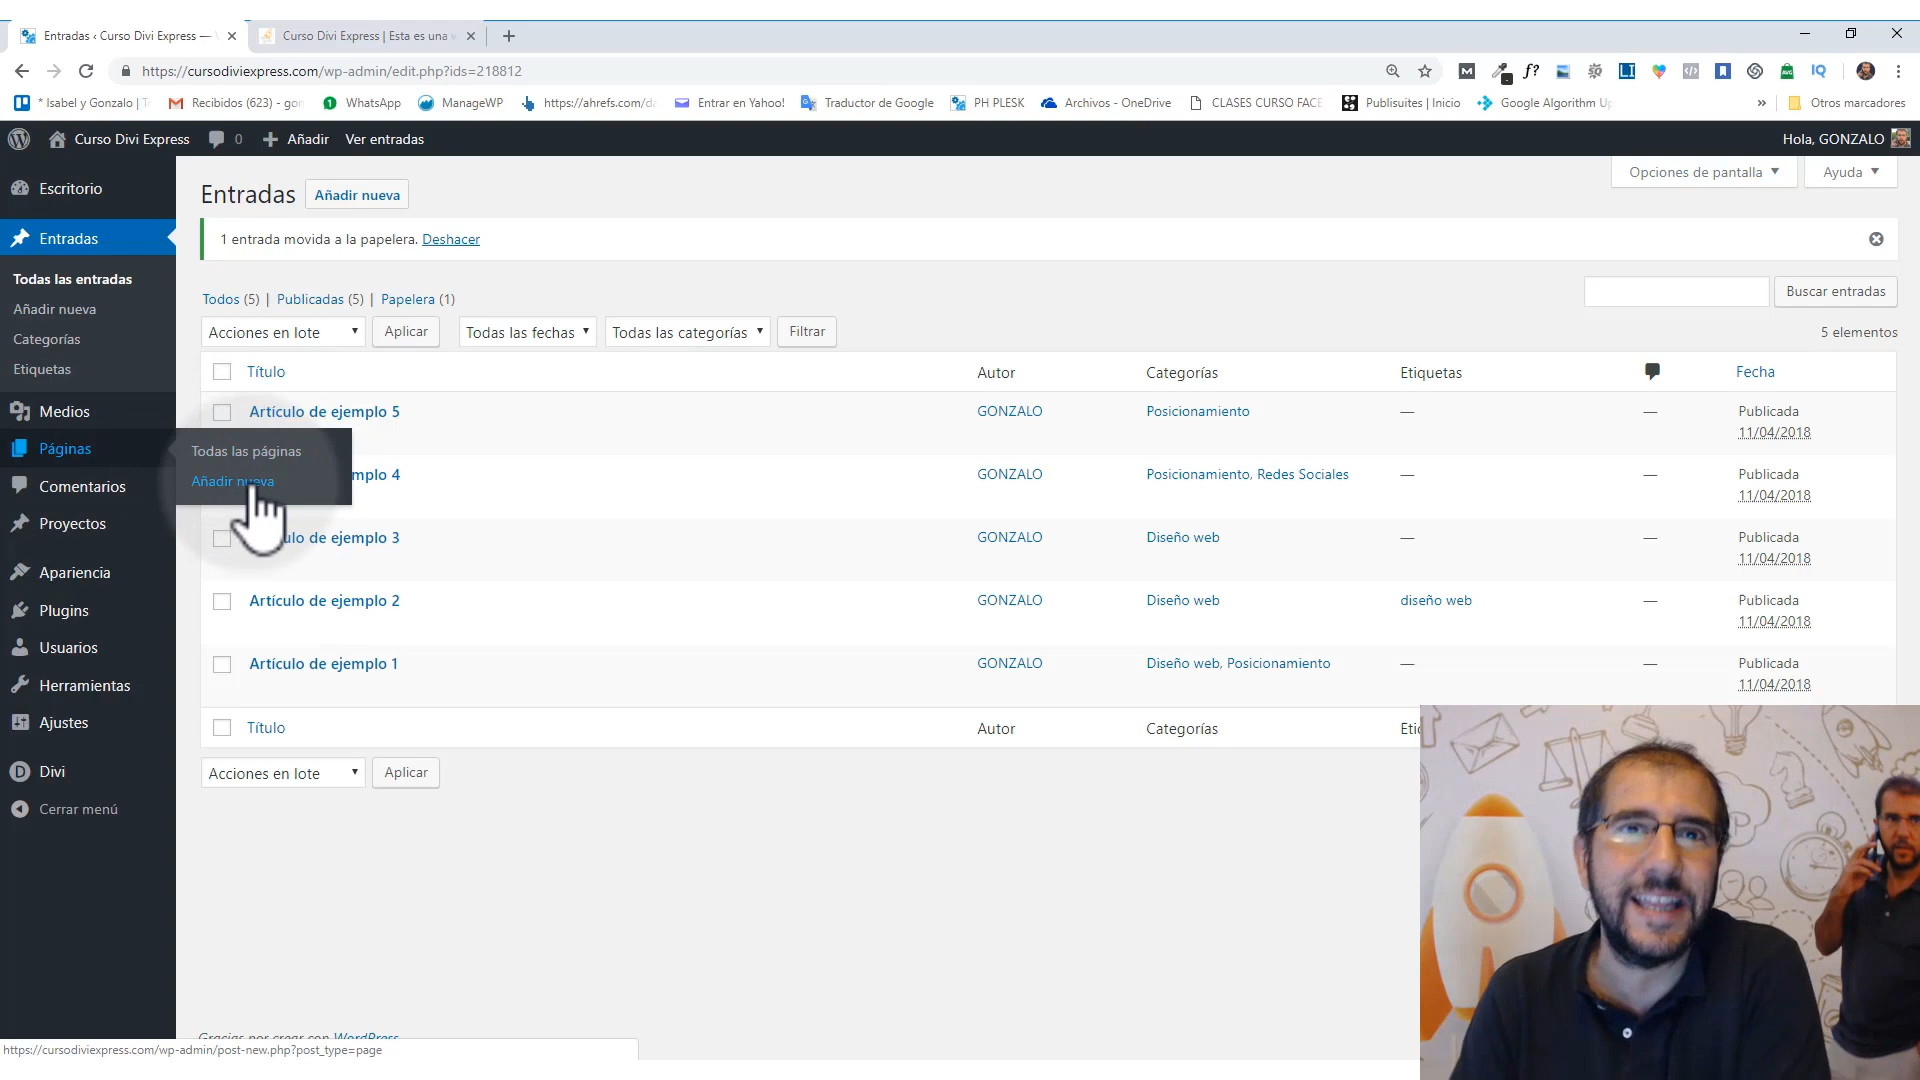 Entradas ‹ Curso Divi Express —
Curso Divi Express | Esta es una
https://cursodiviexpress.com/wp-admin/edit.php?ids=218812
* Isabel y Gonzalo |
Recibidos (623) - gon
WhatsApp
ManageWP
https://ahrefs.com/da
Entrar en Yahoo!
Traductor de Google
PH PLESK
Archivos - OneDrive
CLASES CURSO FACE
Publisuites | Inicio
Google Algorithm Up
Otros marcadores
Curso Divi Express
0
Añadir
Ver entradas
Hola, GONZALO
Escritorio
Entradas
Todas las entradas
Añadir nueva
Categorías
Etiquetas
Medios
Páginas
Todas las páginas
Añadir nueva
Comentarios
Proyectos
Apariencia
Plugins
Usuarios
Herramientas
Ajustes
Divi
Cerrar menú
Entradas
Añadir nueva
Opciones de pantalla
Ayuda
1 entrada movida a la papelera. Deshacer
Todos (5) | Publicadas (5) | Papelera (1)
Buscar entradas
Acciones en lote
Aplicar
Todas las fechas
Todas las categorías
Filtrar
5 elementos
Título Autor Categorías Etiquetas Fecha
Artículo de ejemplo 5 GONZALO Posicionamiento — — Publicada
11/04/2018
mplo 4 GONZALO Posicionamiento, Redes Sociales — — Publicada
11/04/2018
ulo de ejemplo 3 GONZALO Diseño web — — Publicada
11/04/2018
Artículo de ejemplo 2 GONZALO Diseño web diseño web — Publicada
11/04/2018
Artículo de ejemplo 1 GONZALO Diseño web, Posicionamiento — — Publicada
11/04/2018
Título Autor Categorías Etic
Acciones en lote
Aplicar
Gracias por crear con WordPress
https://cursodiviexpress.com/wp-admin/post-new.php?post_type=page